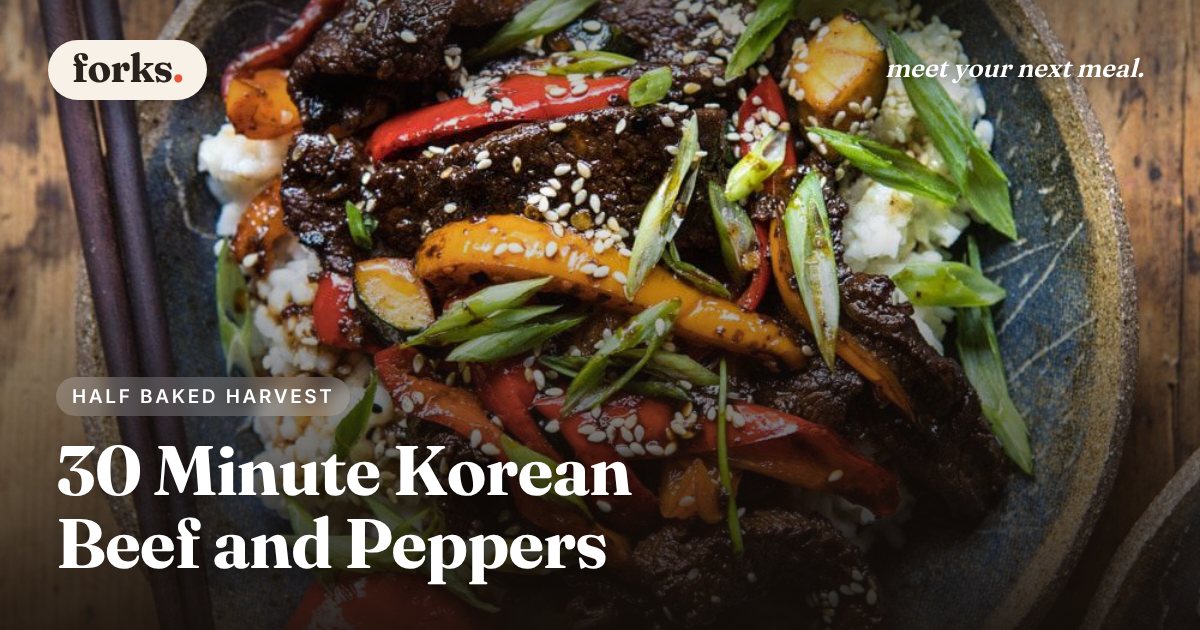 forks.
meet your next meal.
HALF BAKED HARVEST
30 Minute Korean
Beef and Peppers